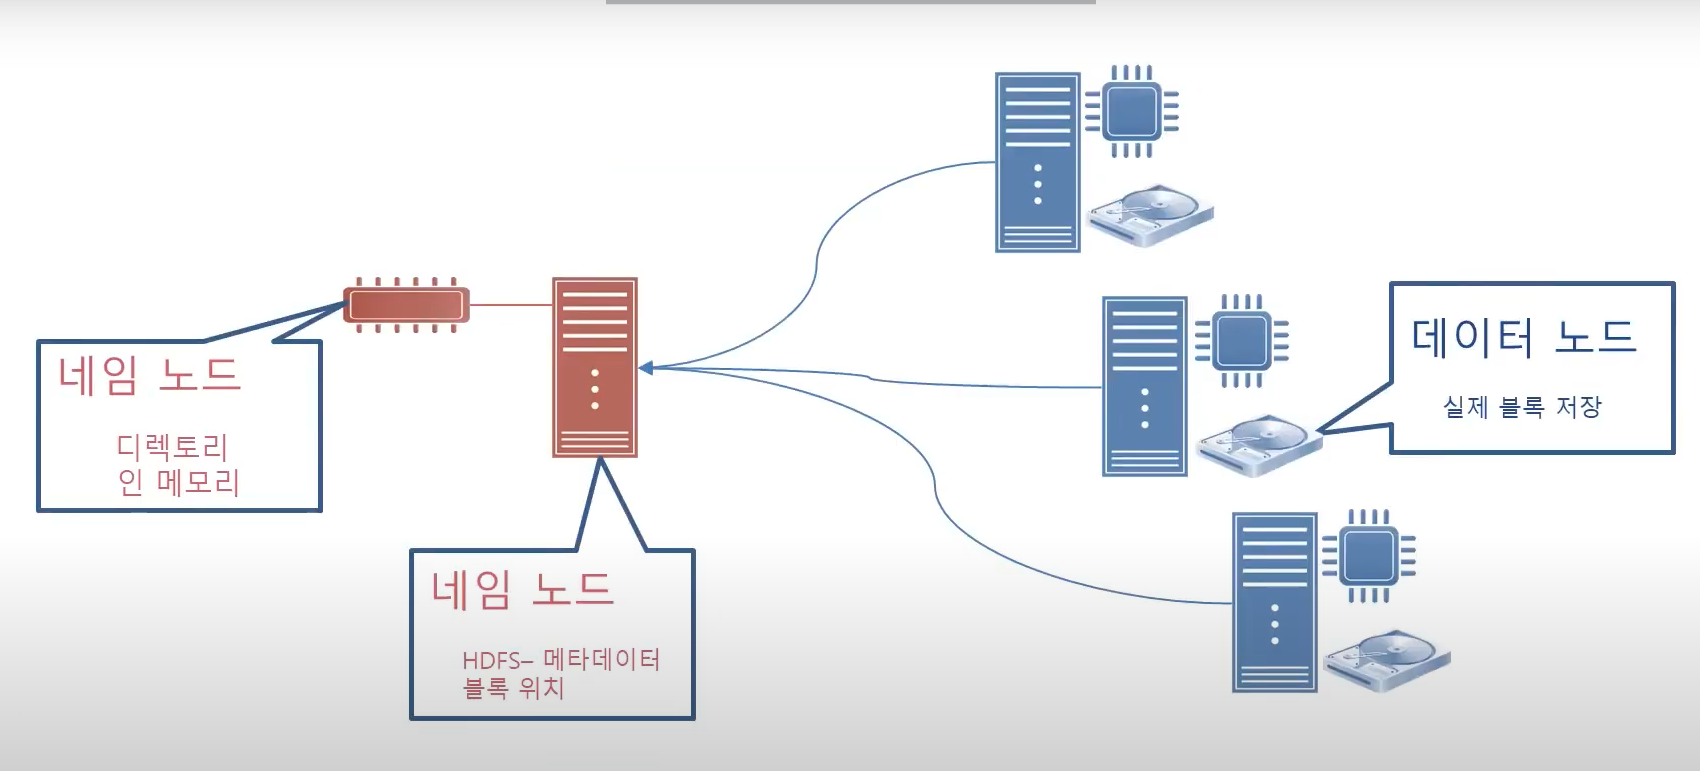 네임 노드
디렉토리
인 메모리
네임 노드
HDFS– 메타데이터
블록 위치
데이터 노드
실제 블록 저장